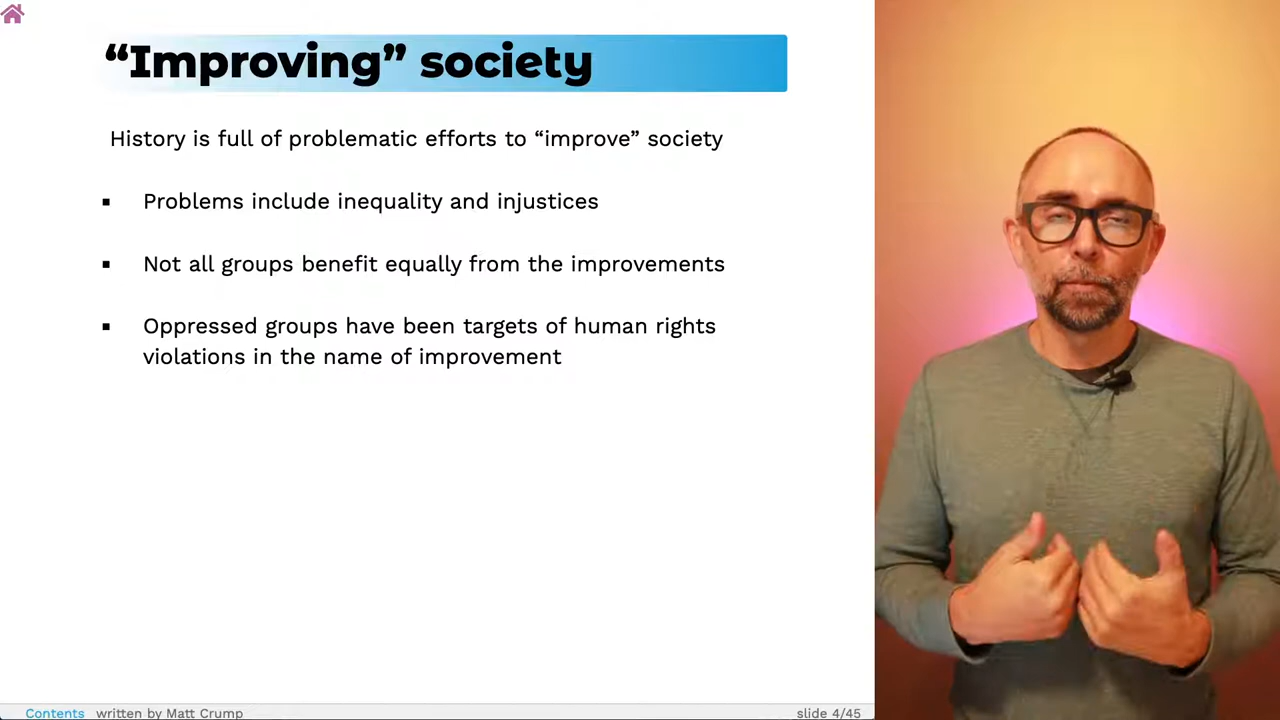 “Improving” society
History is full of problematic efforts to “improve” society
▪ Problems include inequality and injustices
▪ Not all groups benefit equally from the improvements
▪ Oppressed groups have been targets of human rights
violations in the name of improvement
Contents written by Matt Crump slide 4/45